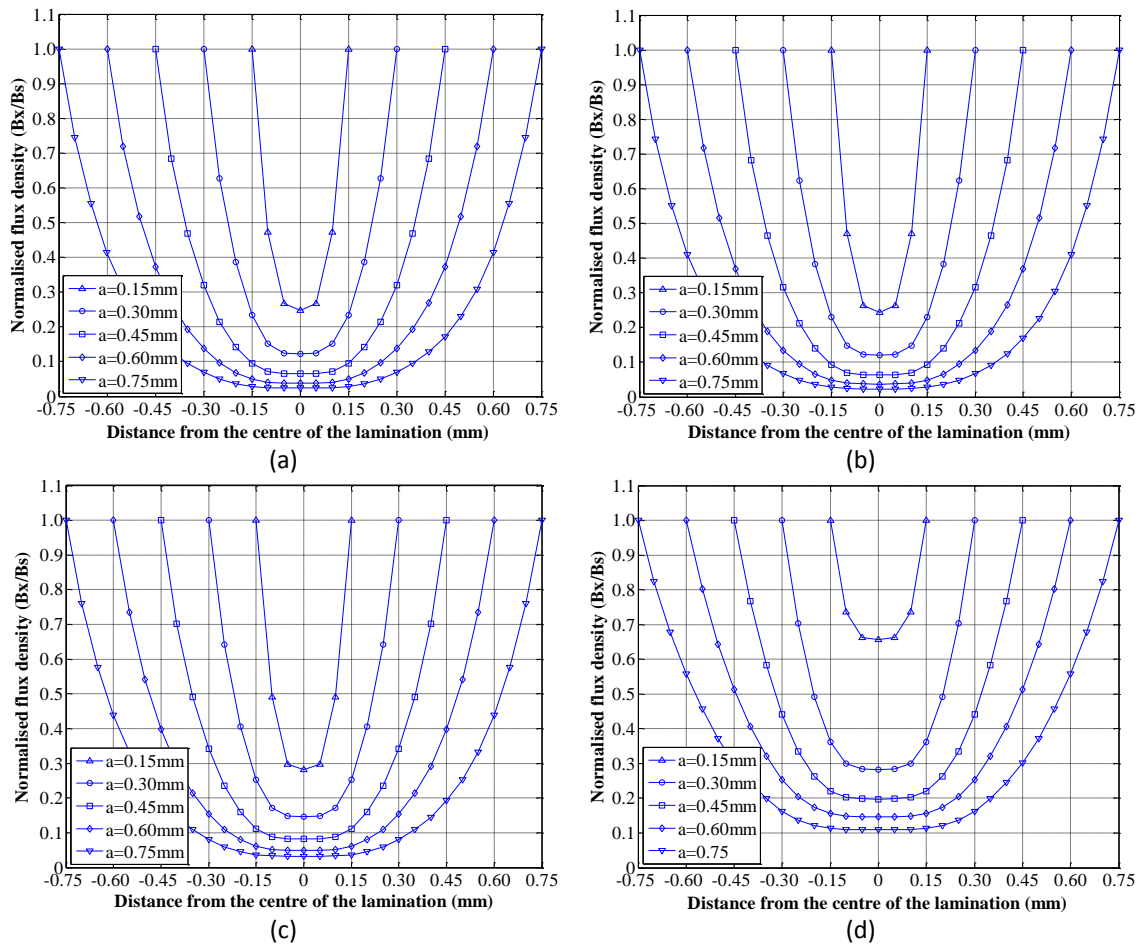 1.1
1.0
0.9
0.8
0.7
0.6
0.5
0.4
0.3
0.2
0.1
0
Normalised flux density (Bx/Bs)
a=0.15mm
a=0.30mm
a=0.45mm
a=0.60mm
a=0.75mm
-0.75 -0.60 -0.45 -0.30 -0.15 0 0.15 0.30 0.45 0.60 0.75
Distance from the centre of the lamination (mm)
(a)
1.1
1.0
0.9
0.8
0.7
0.6
0.5
0.4
0.3
0.2
0.1
0
Normalised flux density (Bx/Bs)
a=0.15mm
a=0.30mm
a=0.45mm
a=0.60mm
a=0.75mm
-0.75 -0.60 -0.45 -0.30 -0.15 0 0.15 0.30 0.45 0.60 0.75
Distance from the centre of the lamination (mm)
(b)
1.1
1.0
0.9
0.8
0.7
0.6
0.5
0.4
0.3
0.2
0.1
0
Normalised flux density (Bx/Bs)
a=0.15mm
a=0.30mm
a=0.45mm
a=0.60mm
a=0.75mm
-0.75 -0.60 -0.45 -0.30 -0.15 0 0.15 0.30 0.45 0.60 0.75
Distance from the centre of the lamination (mm)
(c)
1.1
1.0
0.9
0.8
0.7
0.6
0.5
0.4
0.3
0.2
0.1
0
Normalised flux density (Bx/Bs)
a=0.15mm
a=0.30mm
a=0.45mm
a=0.60mm
a=0.75
-0.75 -0.60 -0.45 -0.30 -0.15 0 0.15 0.30 0.45 0.60 0.75
Distance from the centre of the lamination (mm)
(d)